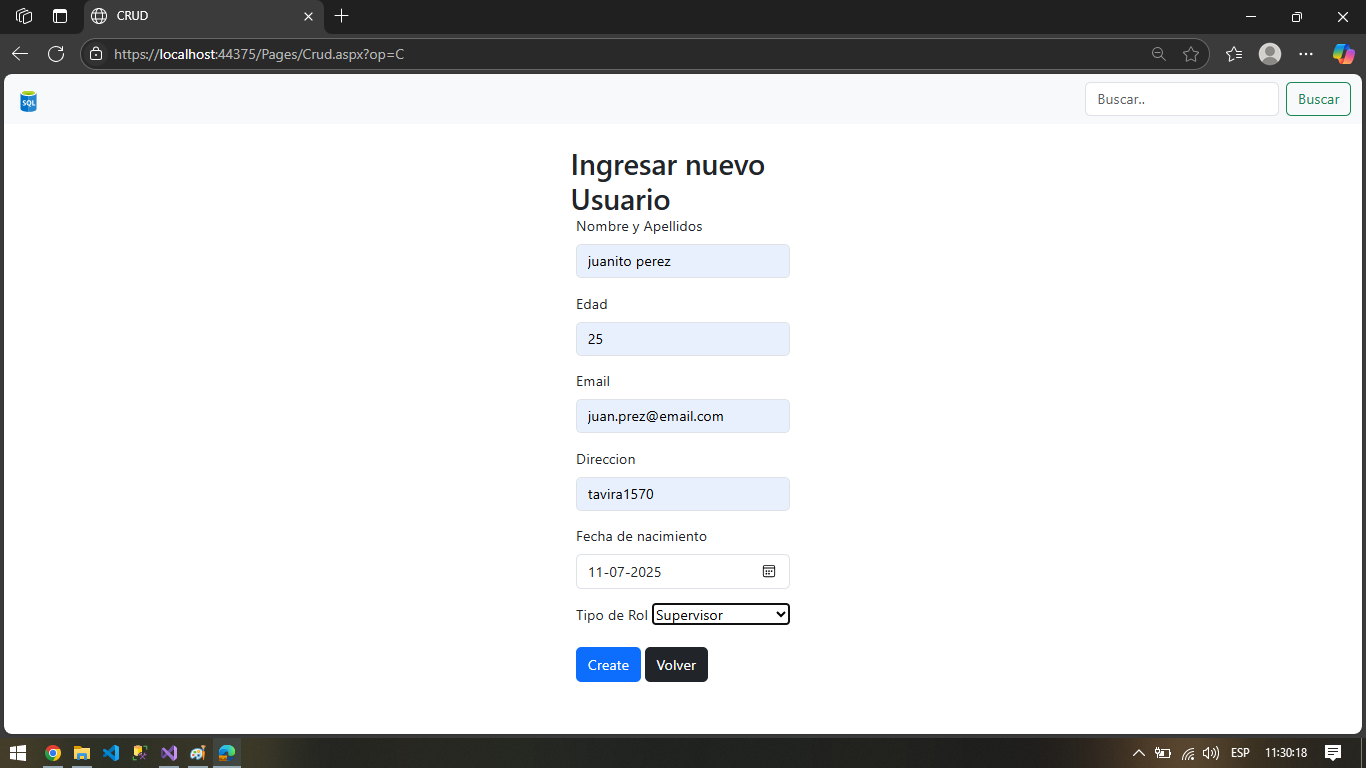 CRUD
https://localhost:44375/Pages/Crud.aspx?op=C
SQL
Buscar..
Buscar
Ingresar nuevo
Usuario
Nombre y Apellidos
juanito perez
Edad
25
Email
juan.prez@email.com
Direccion
tavira1570
Fecha de nacimiento
11-07-2025
Tipo de Rol Supervisor
Create Volver
ESP 11:30:18